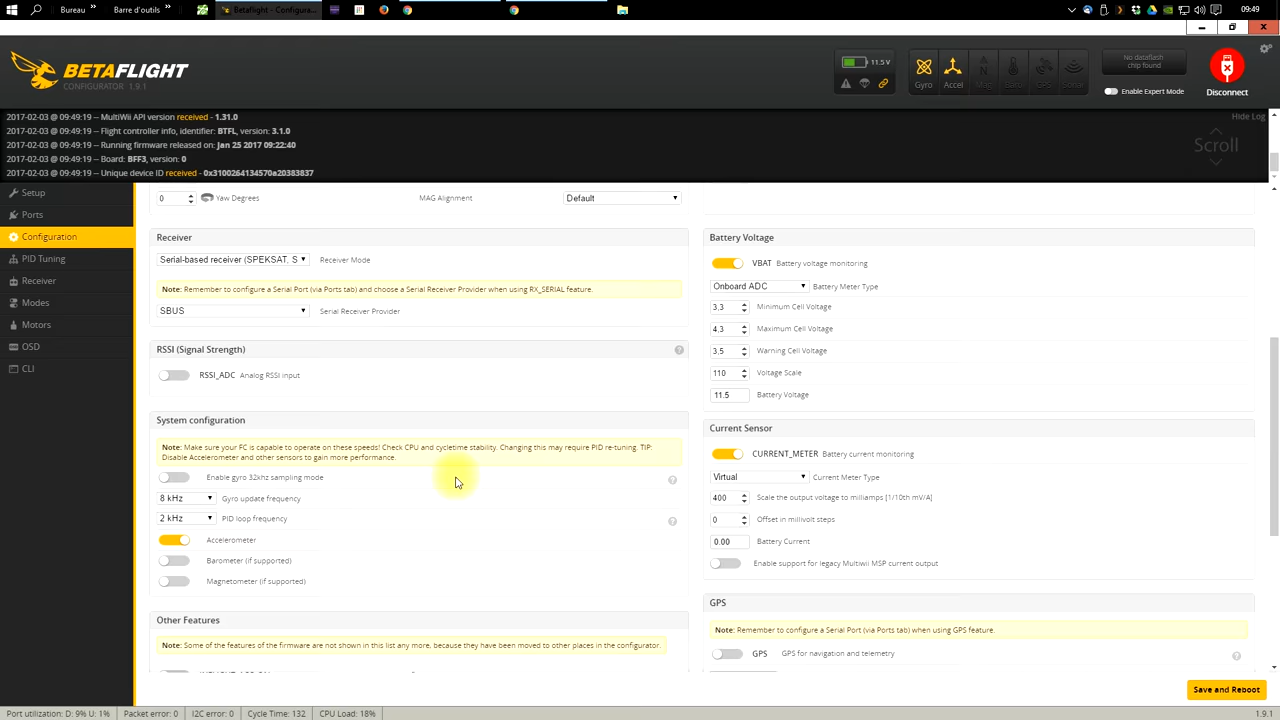 Bureau
Barre d'outils
Betaflight - Configura...
09:49
BETAFLIGHT
CONFIGURATOR 1.9.1
11.5 V
Gyro
Accel
Mag
Baro
GPS
Sonar
No dataflash
chip found
Enable Expert Mode
Disconnect
2017-02-03 @ 09:49:19 -- MultiWii API version received - 1.31.0
2017-02-03 @ 09:49:19 -- Flight controller info, identifier: BTFL, version: 3.1.0
2017-02-03 @ 09:49:19 -- Running firmware released on: Jan 25 2017 09:22:40
2017-02-03 @ 09:49:19 -- Board: BFF3, version: 0
2017-02-03 @ 09:49:19 -- Unique device ID received - 0x3100264134570a20383837
Hide Log
Scroll
Setup
Ports
Configuration
PID Tuning
Receiver
Modes
Motors
OSD
CLI
0 Yaw Degrees
MAG Alignment
Default
Receiver
Serial-based receiver (SPEKSAT, S
Receiver Mode
Note: Remember to configure a Serial Port (via Ports tab) and choose a Serial Receiver Provider when using RX_SERIAL feature.
SBUS
Serial Receiver Provider
RSSI (Signal Strength)
RSSI_ADC Analog RSSI input
System configuration
Note: Make sure your FC is capable to operate on these speeds! Check CPU and cycletime stability. Changing this may require PID re-tuning. TIP:
Disable Accelerometer and other sensors to gain more performance.
Enable gyro 32khz sampling mode
8 kHz Gyro update frequency
2 kHz PID loop frequency
Accelerometer
Barometer (if supported)
Magnetometer (if supported)
Other Features
Note: Some of the features of the firmware are not shown in this list any more, because they have been moved to other places in the configurator.
Battery Voltage
VBAT Battery voltage monitoring
Onboard ADC Battery Meter Type
3.3 Minimum Cell Voltage
4.3 Maximum Cell Voltage
3.5 Warning Cell Voltage
110 Voltage Scale
11.5 Battery Voltage
Current Sensor
CURRENT_METER Battery current monitoring
Virtual Current Meter Type
400 Scale the output voltage to milliamps [1/10th mV/A]
0 Offset in millivolt steps
0.00 Battery Current
Enable support for legacy Multiwii MSP current output
GPS
Note: Remember to configure a Serial Port (via Ports tab) when using GPS feature.
GPS GPS for navigation and telemetry
Save and Reboot
Port utilization: D: 9% U: 1%
Packet error: 0
I2C error: 0
Cycle Time: 132
CPU Load: 18%
1.9.1